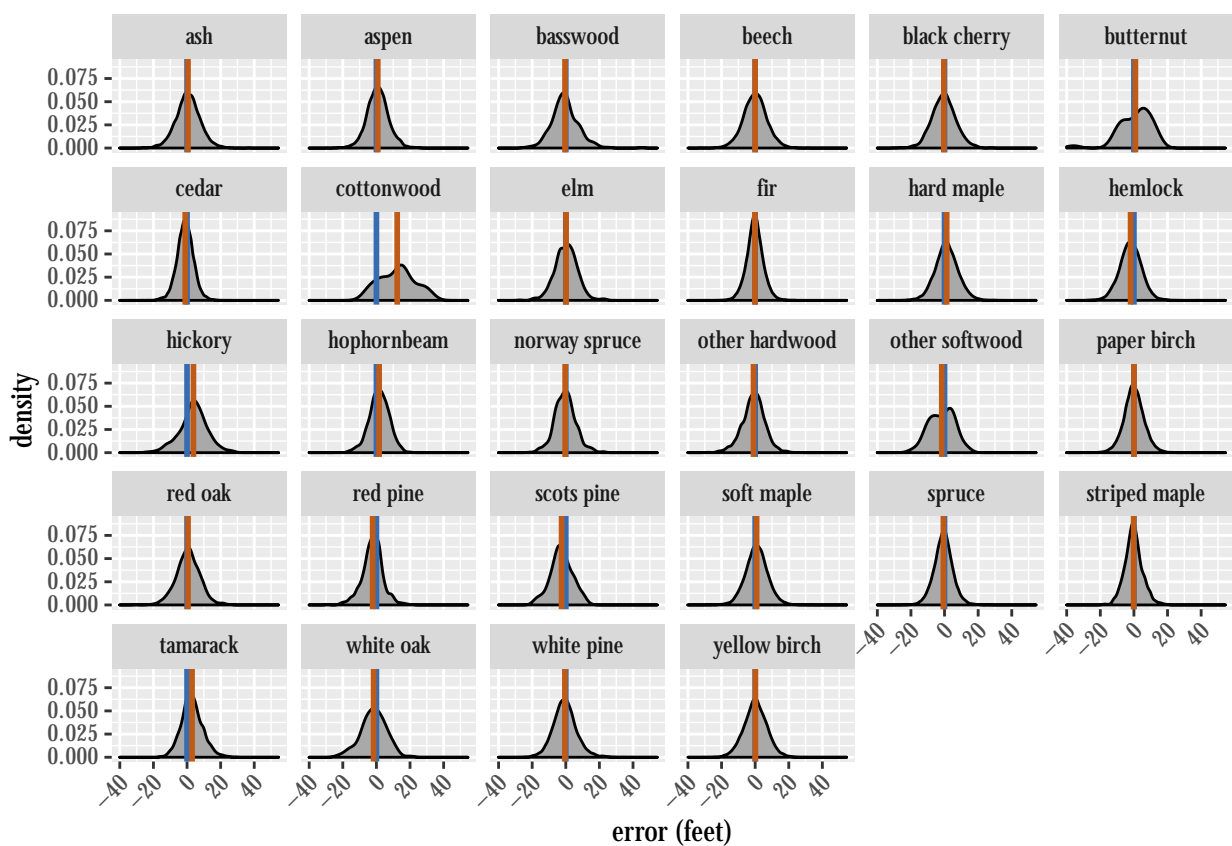 ash aspen basswood beech black cherry butternut
0.075
0.050
0.025
0.000
cedar cottonwood elm fir hard maple hemlock
0.075
0.050
0.025
0.000
hickory hophornbeam norway spruce other hardwood other softwood paper birch
0.075
0.050
0.025
0.000
density
red oak red pine scots pine soft maple spruce striped maple
0.075
0.050
0.025
0.000
−40 −20 0 20 40 −40 −20 0 20 40
tamarack white oak white pine yellow birch
0.075
0.050
0.025
0.000
−40 −20 0 20 40 −40 −20 0 20 40 −40 −20 0 20 40 −40 −20 0 20 40
error (feet)